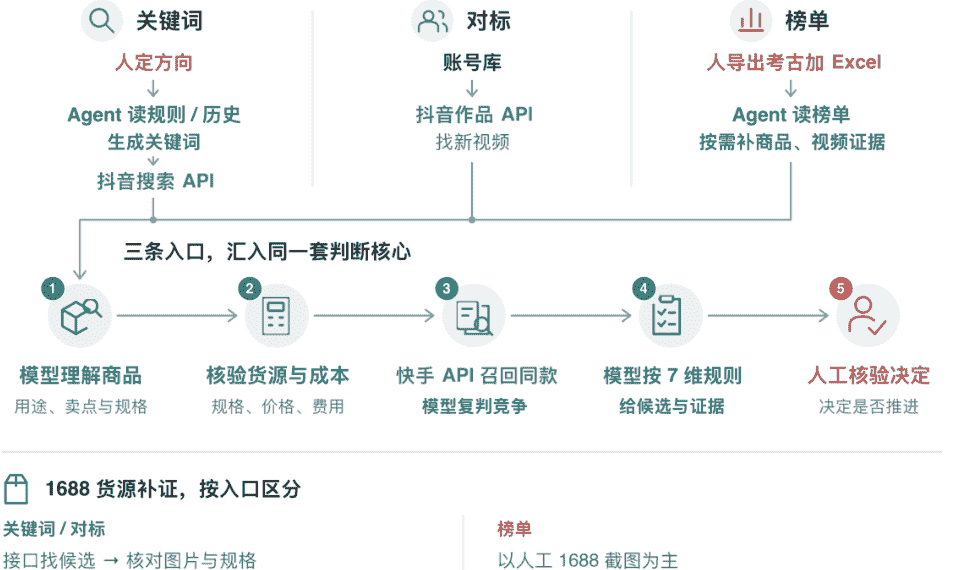 关键词
人定方向
Agent 读规则 / 历史
生成关键词
抖音搜索 API
对标
账号库
抖音作品 API
找新视频
榜单
人导出考古加 Excel
Agent 读榜单
按需补商品、视频证据
三条入口，汇入同一套判断核心
1
模型理解商品
用途、卖点与规格
2
核验货源与成本
规格、价格、费用
3
快手 API 召回同款
模型复判竞争
4
模型按 7 维规则
给候选与证据
5
人工核验决定
决定是否推进
1688 货源补证，按入口区分
关键词 / 对标
接口找候选 → 核对图片与规格
榜单
以人工 1688 截图为主